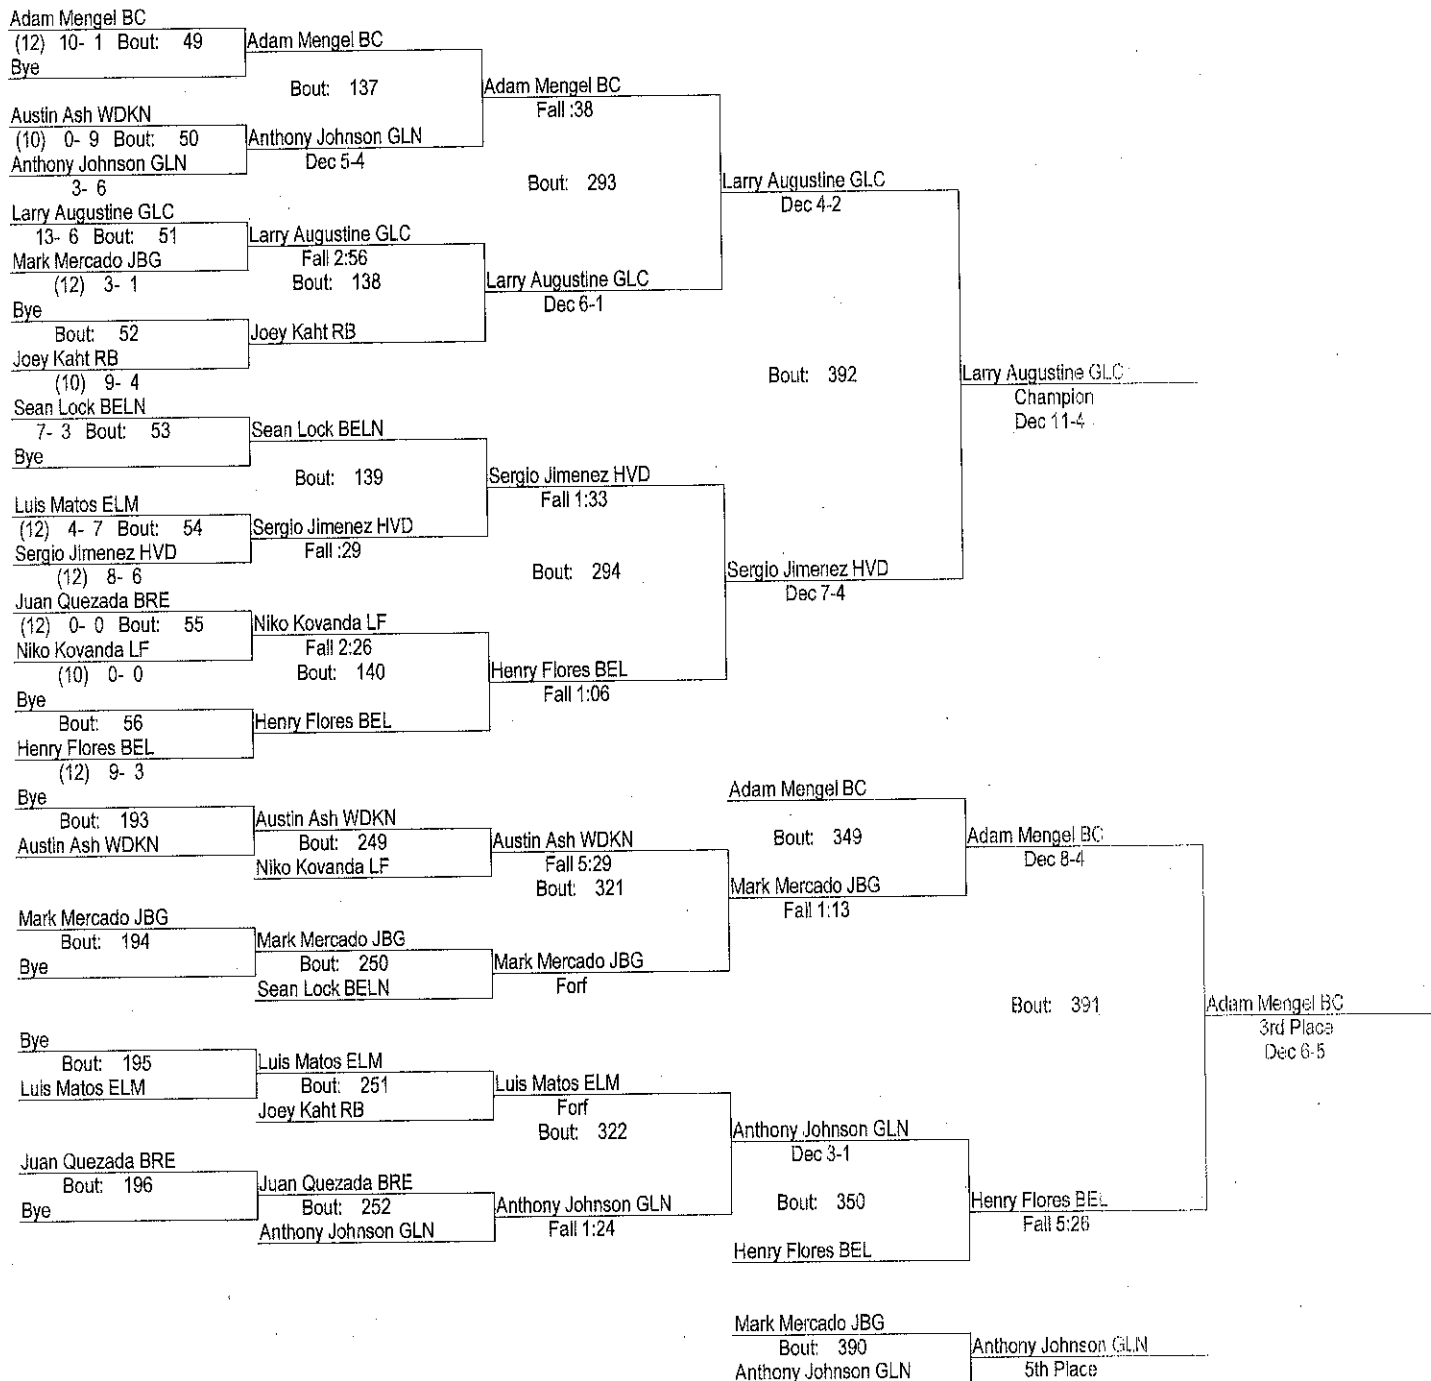 Adam Mengel BC
(12) 10- 1 Bout: 49
Bye
Adam Mengel BC
Bout: 137
Austin Ash WDKN
(10) 0- 9 Bout: 50
Anthony Johnson GLN
3- 6
Anthony Johnson GLN
Dec 5-4
Adam Mengel BC
Fall :38
Bout: 293
Larry Augustine GLC
13- 6 Bout: 51
Mark Mercado JBG
(12) 3- 1
Larry Augustine GLC
Fall 2:56
Bout: 138
Bye
Bout: 52
Joey Kaht RB
(10) 9- 4
Joey Kaht RB
Larry Augustine GLC
Dec 6-1
Larry Augustine GLC
Dec 4-2
Bout: 392
Larry Augustine GLC
Champion
Dec 11-4
Sean Lock BELN
7- 3 Bout: 53
Bye
Sean Lock BELN
Bout: 139
Luis Matos ELM
(12) 4- 7 Bout: 54
Sergio Jimenez HVD
(12) 8- 6
Sergio Jimenez HVD
Fall :29
Sergio Jimenez HVD
Fall 1:33
Bout: 294
Sergio Jimenez HVD
Dec 7-4
Juan Quezada BRE
(12) 0- 0 Bout: 55
Niko Kovanda LF
(10) 0- 0
Niko Kovanda LF
Fall 2:26
Bout: 140
Bye
Bout: 56
Henry Flores BEL
(12) 9- 3
Henry Flores BEL
Henry Flores BEL
Fall 1:06
Bye
Bout: 193
Austin Ash WDKN
Austin Ash WDKN
Bout: 249
Niko Kovanda LF
Austin Ash WDKN
Fall 5:29
Bout: 321
Adam Mengel BC
Bout: 349
Mark Mercado JBG
Fall 1:13
Adam Mengel BC
Dec 8-4
Mark Mercado JBG
Bout: 194
Bye
Mark Mercado JBG
Bout: 250
Sean Lock BELN
Mark Mercado JBG
Forf
Bout: 391
Adam Mengel BC
3rd Place
Dec 6-5
Bye
Bout: 195
Luis Matos ELM
Luis Matos ELM
Bout: 251
Joey Kaht RB
Luis Matos ELM
Forf
Bout: 322
Anthony Johnson GLN
Dec 3-1
Bout: 350
Henry Flores BEL
Henry Flores BEL
Fall 5:26
Juan Quezada BRE
Bout: 196
Bye
Juan Quezada BRE
Bout: 252
Anthony Johnson GLN
Anthony Johnson GLN
Fall 1:24
Mark Mercado JBG
Bout: 390
Anthony Johnson GLN
Anthony Johnson GLN
5th Place